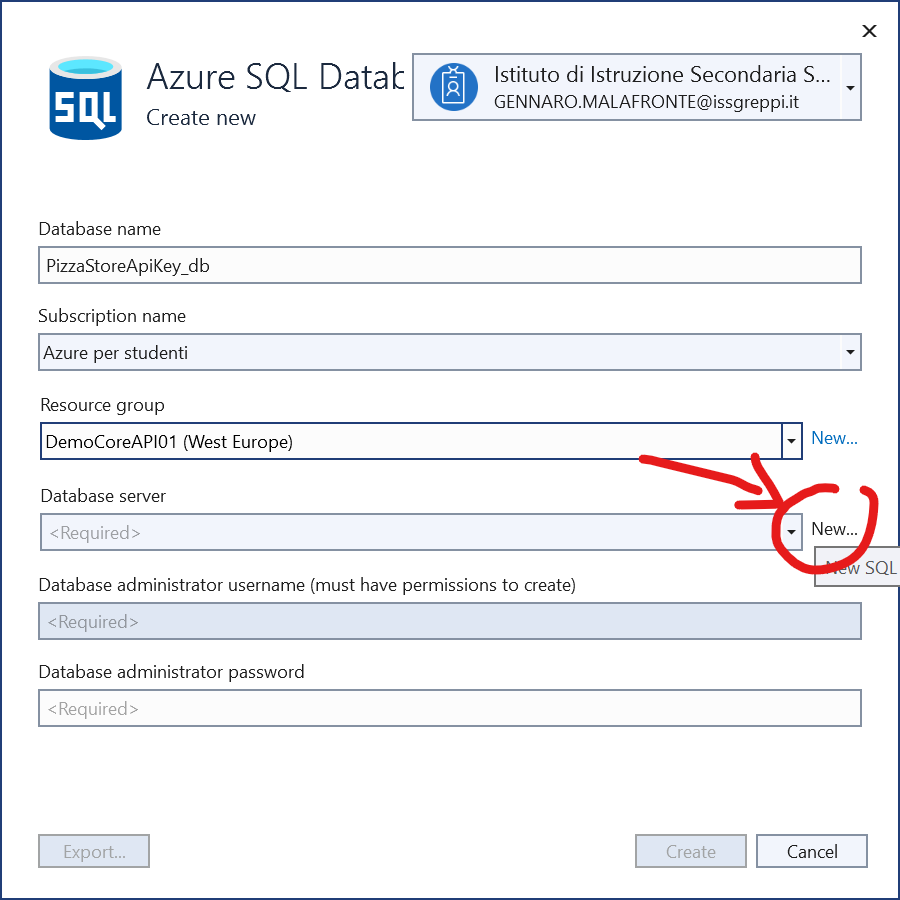 SQL
Azure SQL Datab
Create new
Istituto di Istruzione Secondaria S...
GENNARO.MALAFRONTE@issgreppi.it
Database name
PizzaStoreApiKey_db
Subscription name
Azure per studenti
Resource group
DemoCoreAPI01 (West Europe)
New...
Database server
<Required>
New...
New SQL
Database administrator username (must have permissions to create)
<Required>
Database administrator password
<Required>
Export...
Create
Cancel